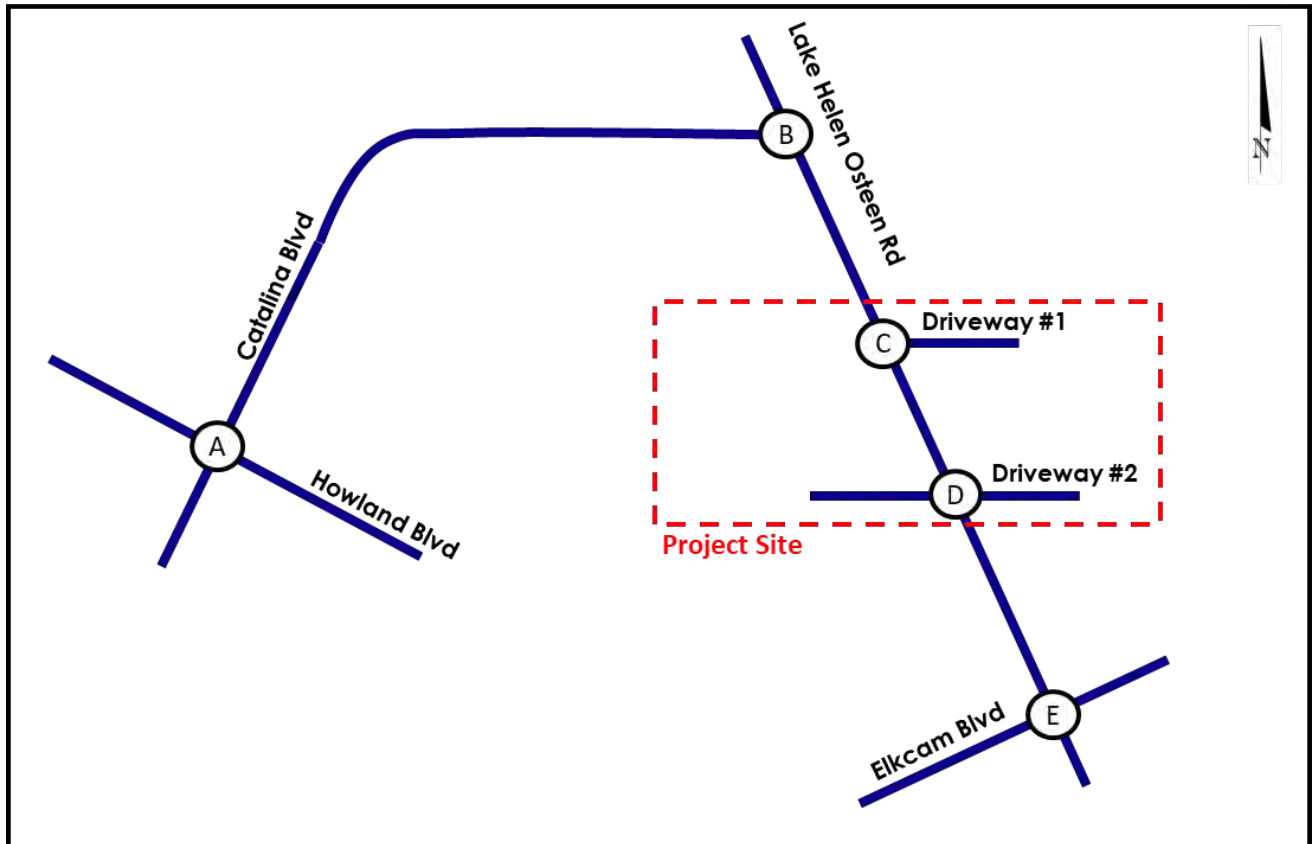 Lake Helen Osteen Rd
N
B
Catalina Blvd
Driveway #1
C
A
Howland Blvd
Driveway #2
D
Project Site
E
Elkcam Blvd